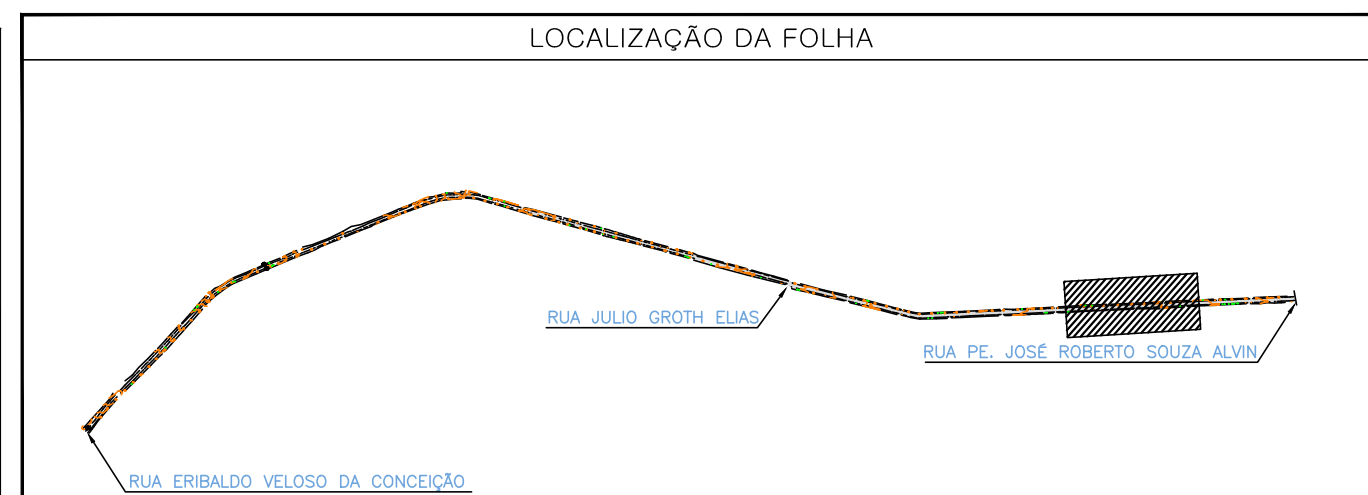 LOCALIZAÇÃO DA FOLHA
RUA JULIO GROTH ELIAS
RUA PE. JOSÉ ROBERTO SOUZA ALVIN
RUA ERIBALDO VELOSO DA CONCEIÇÃO